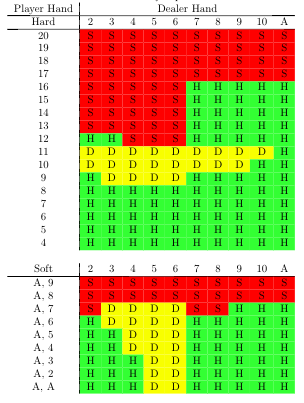 Player Hand Dealer Hand
Hard 2 3 4 5 6 7 8 9 10 A
20 S S S S S S S S S S
19 S S S S S S S S S S
18 S S S S S S S S S S
17 S S S S S S S S S S
16 S S S S S H H H H H
15 S S S S S H H H H H
14 S S S S S H H H H H
13 S S S S S H H H H H
12 H H S S S H H H H H
11 D D D D D D D D D H
10 D D D D D D D D H H
9 H D D D D H H H H H
8 H H H H H H H H H H
7 H H H H H H H H H H
6 H H H H H H H H H H
5 H H H H H H H H H H
4 H H H H H H H H H H
Soft 2 3 4 5 6 7 8 9 10 A
A, 9 S S S S S S S S S S
A, 8 S S S S S S S S S S
A, 7 S D D D D S S H H H
A, 6 H D D D D H H H H H
A, 5 H H D D D H H H H H
A, 4 H H D D D H H H H H
A, 3 H H H D D H H H H H
A, 2 H H H D D H H H H H
A, A H H H D D H H H H H